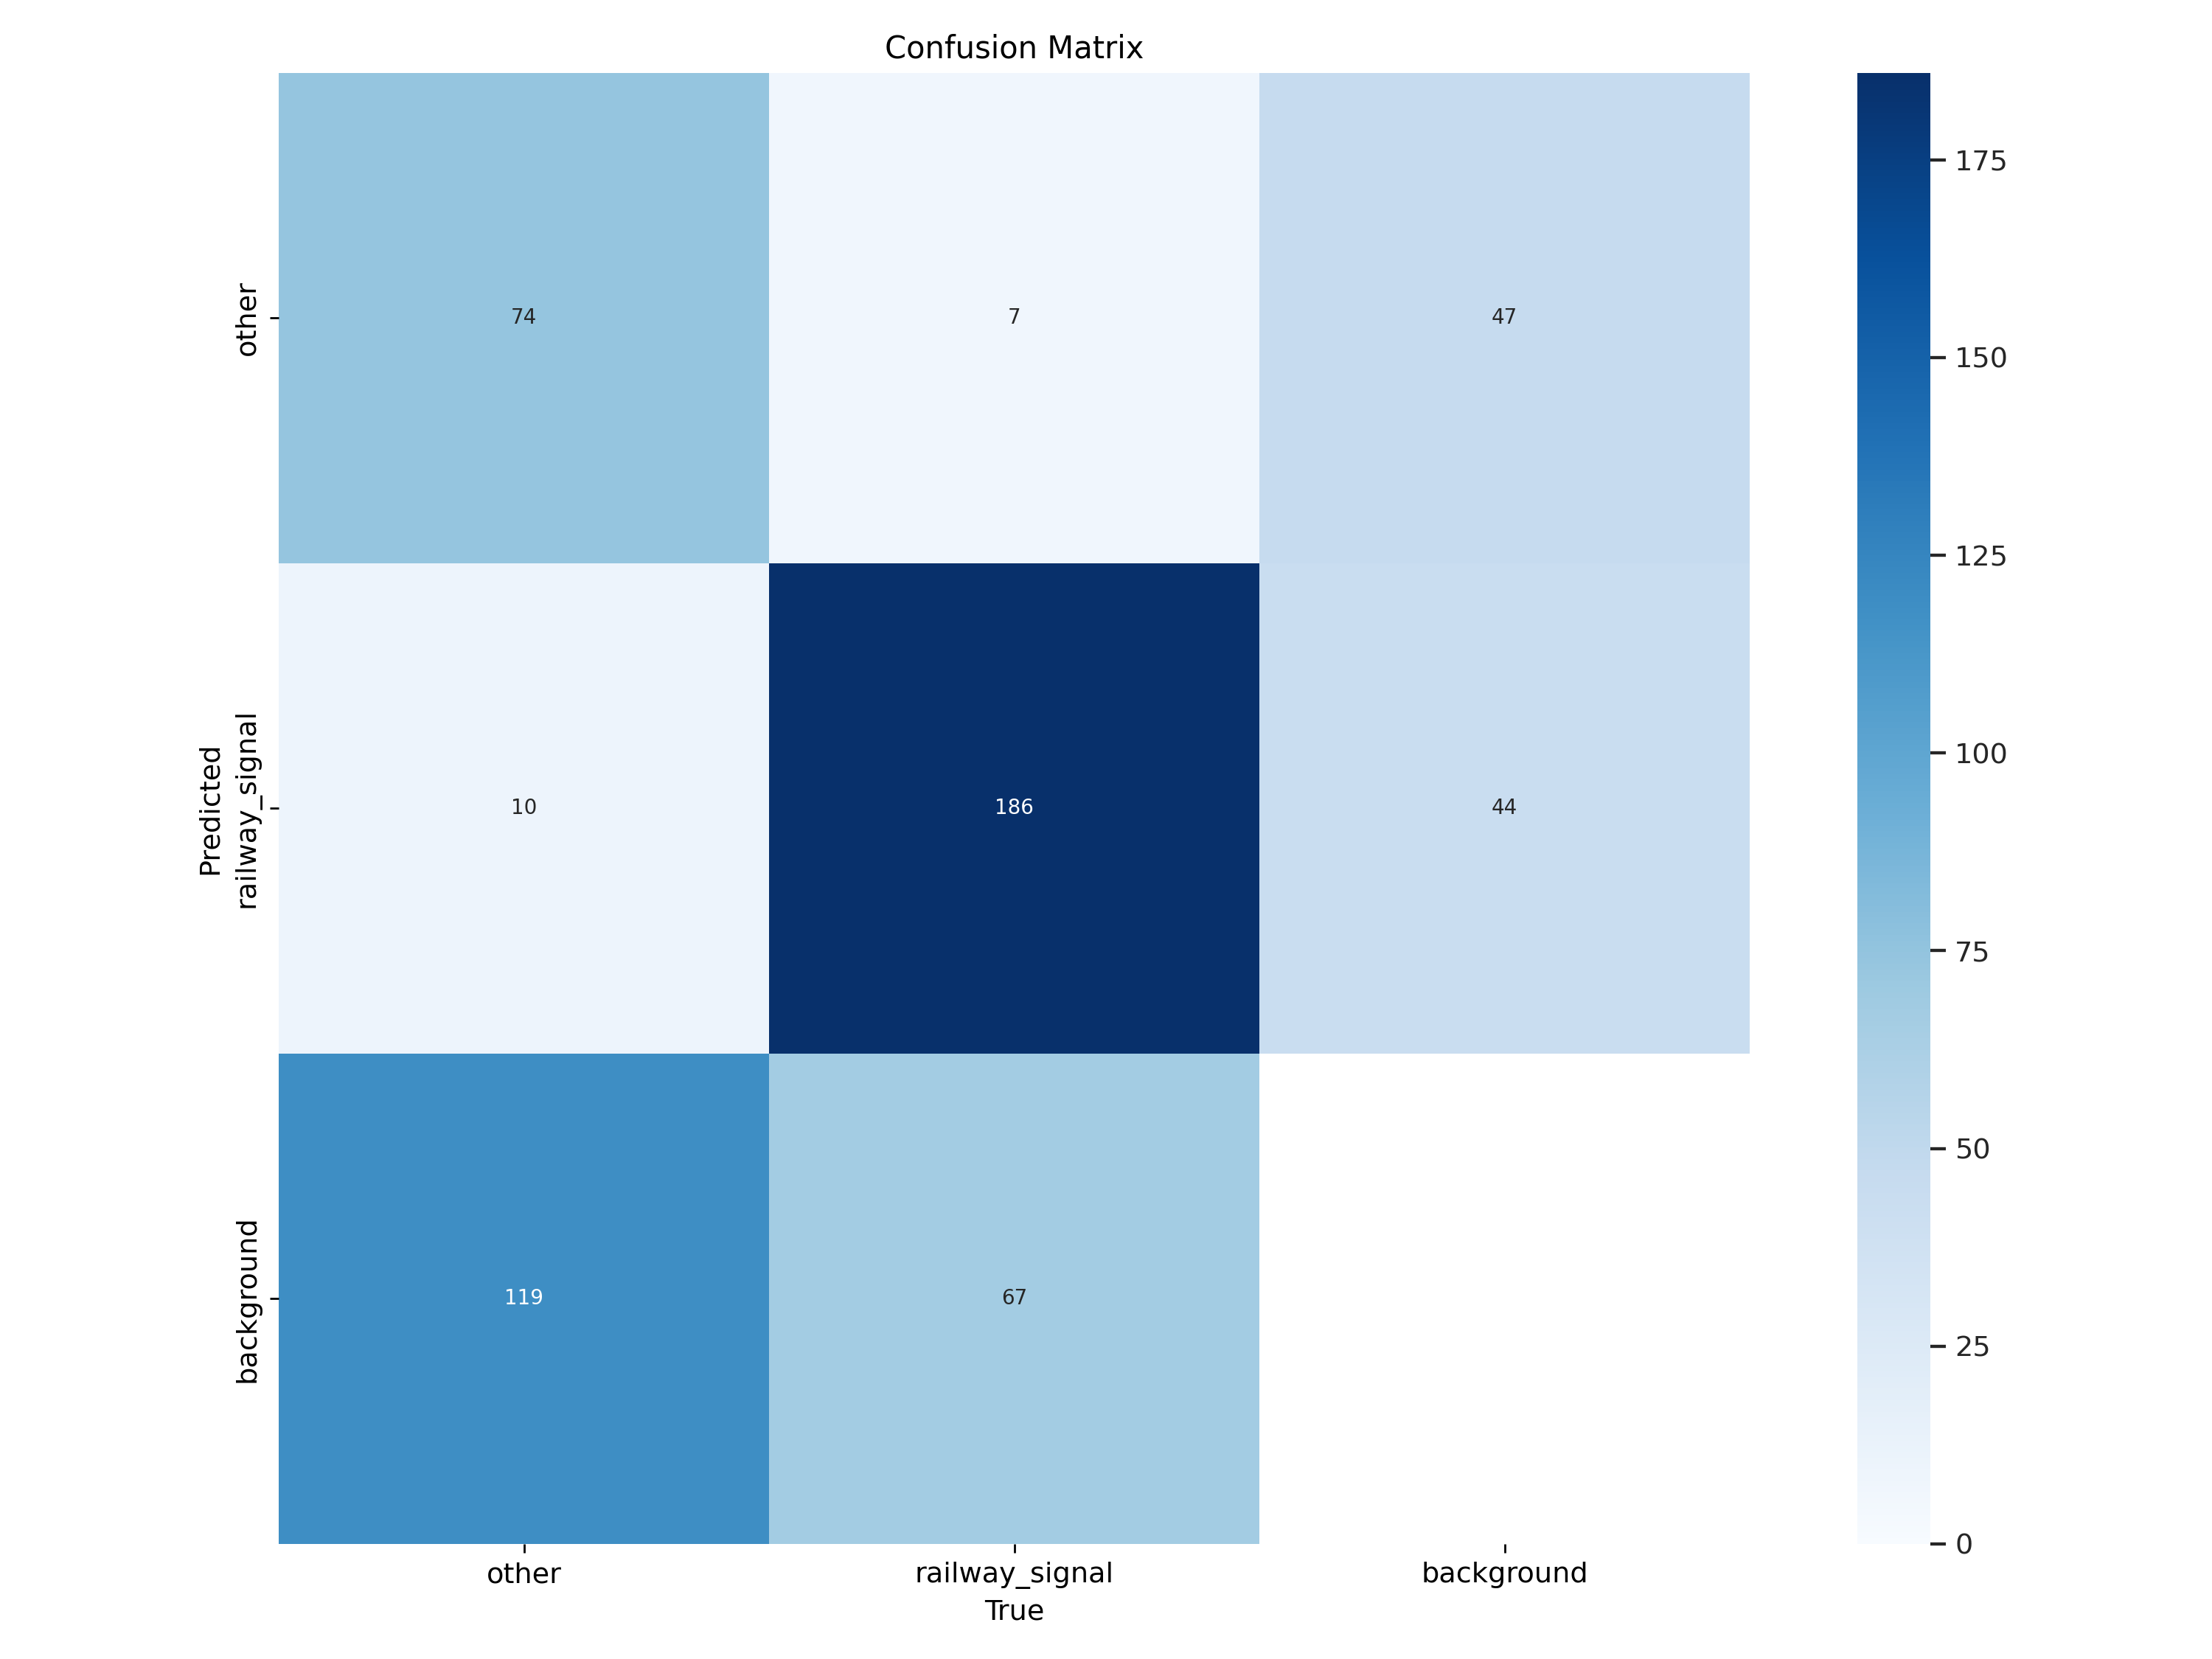 Confusion Matrix
other
74
7
47
Predicted
railway_signal
10
186
44
background
119
67
other
railway_signal
background
True
175
150
125
100
75
50
25
0